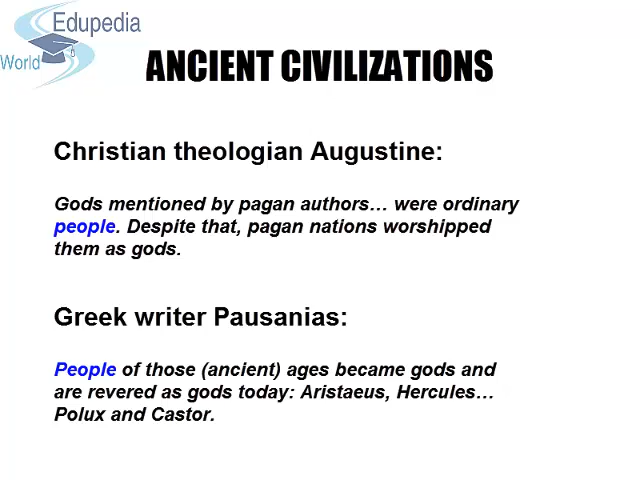 Edupedia
World
ANCIENT CIVILIZATIONS
Christian theologian Augustine:
Gods mentioned by pagan authors… were ordinary
people. Despite that, pagan nations worshipped
them as gods.
Greek writer Pausanias:
People of those (ancient) ages became gods and
are revered as gods today: Aristaeus, Hercules…
Polux and Castor.